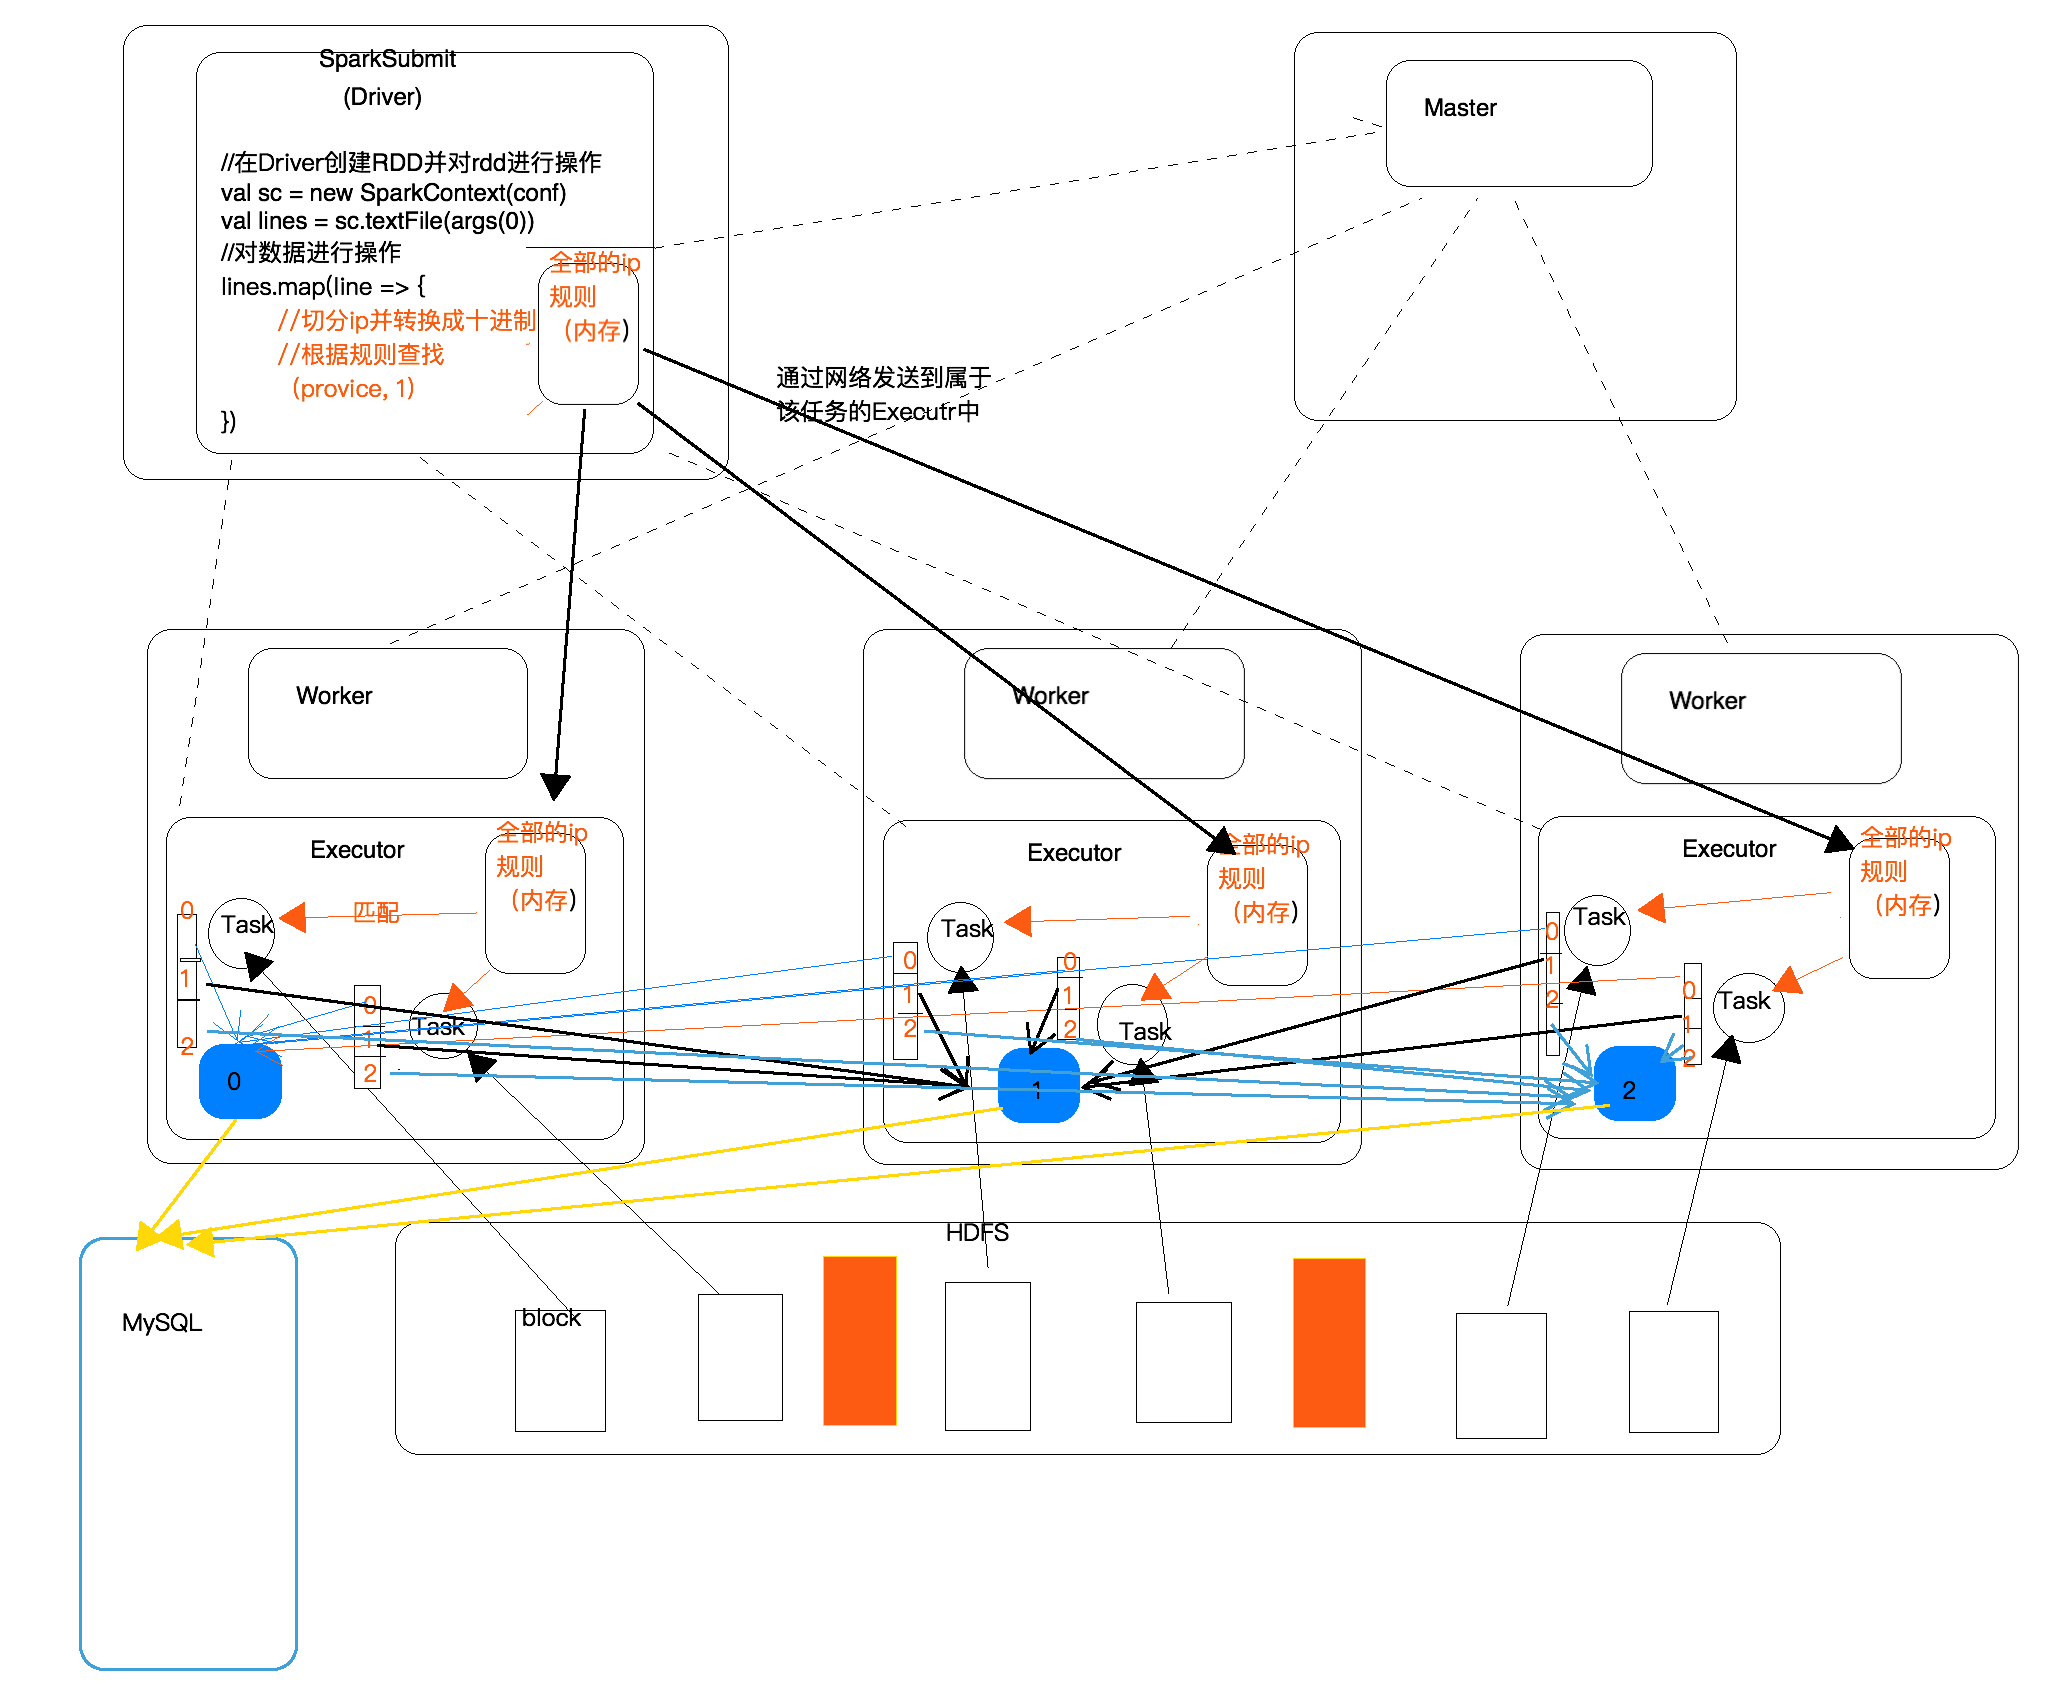 SparkSubmit
(Driver)
//在Driver创建RDD并对rdd进行操作
val sc = new SparkContext(conf)
val lines = sc.textFile(args(0))
//对数据进行操作
lines.map(line => {
//切分ip并转换成十进制
//根据规则查找
(provice, 1)
})
全部的ip
规则
（内存）
Master
通过网络发送到属于
该任务的Executr中
Worker
Worker
Worker
Executor
全部的ip
规则
（内存）
匹配
Task
Task
0
1
2
0
1
2
0
Executor
全部的ip
规则
（内存）
Task
Task
0
1
2
0
1
2
1
Executor
全部的ip
规则
（内存）
Task
Task
0
1
2
0
1
2
2
HDFS
block
MySQL